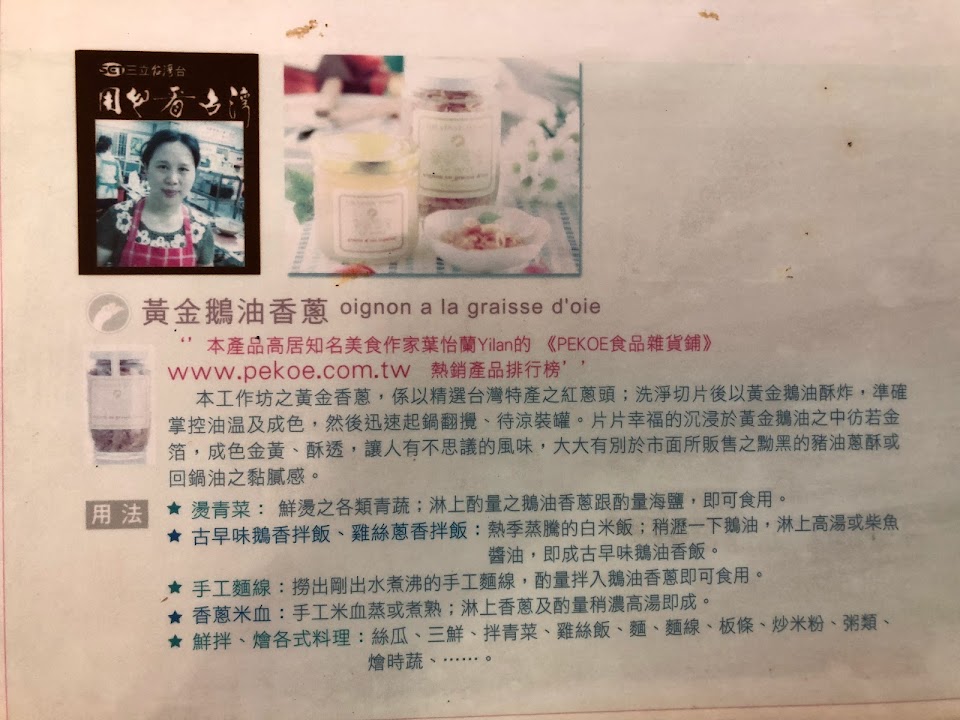 SET三立台灣台
用心看台灣
黃金鵝油香蔥 oignon a la graisse d'oie
‘’本產品高居知名美食作家葉怡蘭Yilan的 《PEKOE食品雜貨鋪》
www.pekoe.com.tw 熱銷產品排行榜’’
本工作坊之黃金香蔥，係以精選台灣特產之紅蔥頭；洗淨切片後以黃金鵝油酥炸，準確
掌控油溫及成色，然後迅速起鍋翻攪、待涼裝罐。片片幸福的沉浸於黃金鵝油之中彷若金
箔，成色金黃、酥透，讓人有不思議的風味，大大有別於市面所販售之黝黑的豬油蔥酥或
回鍋油之黏膩感。
用法
★ 燙青菜： 鮮燙之各類青蔬；淋上酌量之鵝油香蔥跟酌量海鹽，即可食用。
★ 古早味鵝香拌飯、雞絲蔥香拌飯：熱季蒸騰的白米飯；稍瀝一下鵝油，淋上高湯或柴魚
醬油，即成古早味鵝油香飯。
★ 手工麵線：撈出剛出水煮沸的手工麵線，酌量拌入鵝油香蔥即可食用。
★ 香蔥米血：手工米血蒸或煮熟；淋上香蔥及酌量稍濃高湯即成。
★ 鮮拌、燴各式料理：絲瓜、三鮮、拌青菜、雞絲飯、麵、麵線、板條、炒米粉、粥類、
燴時蔬、……。